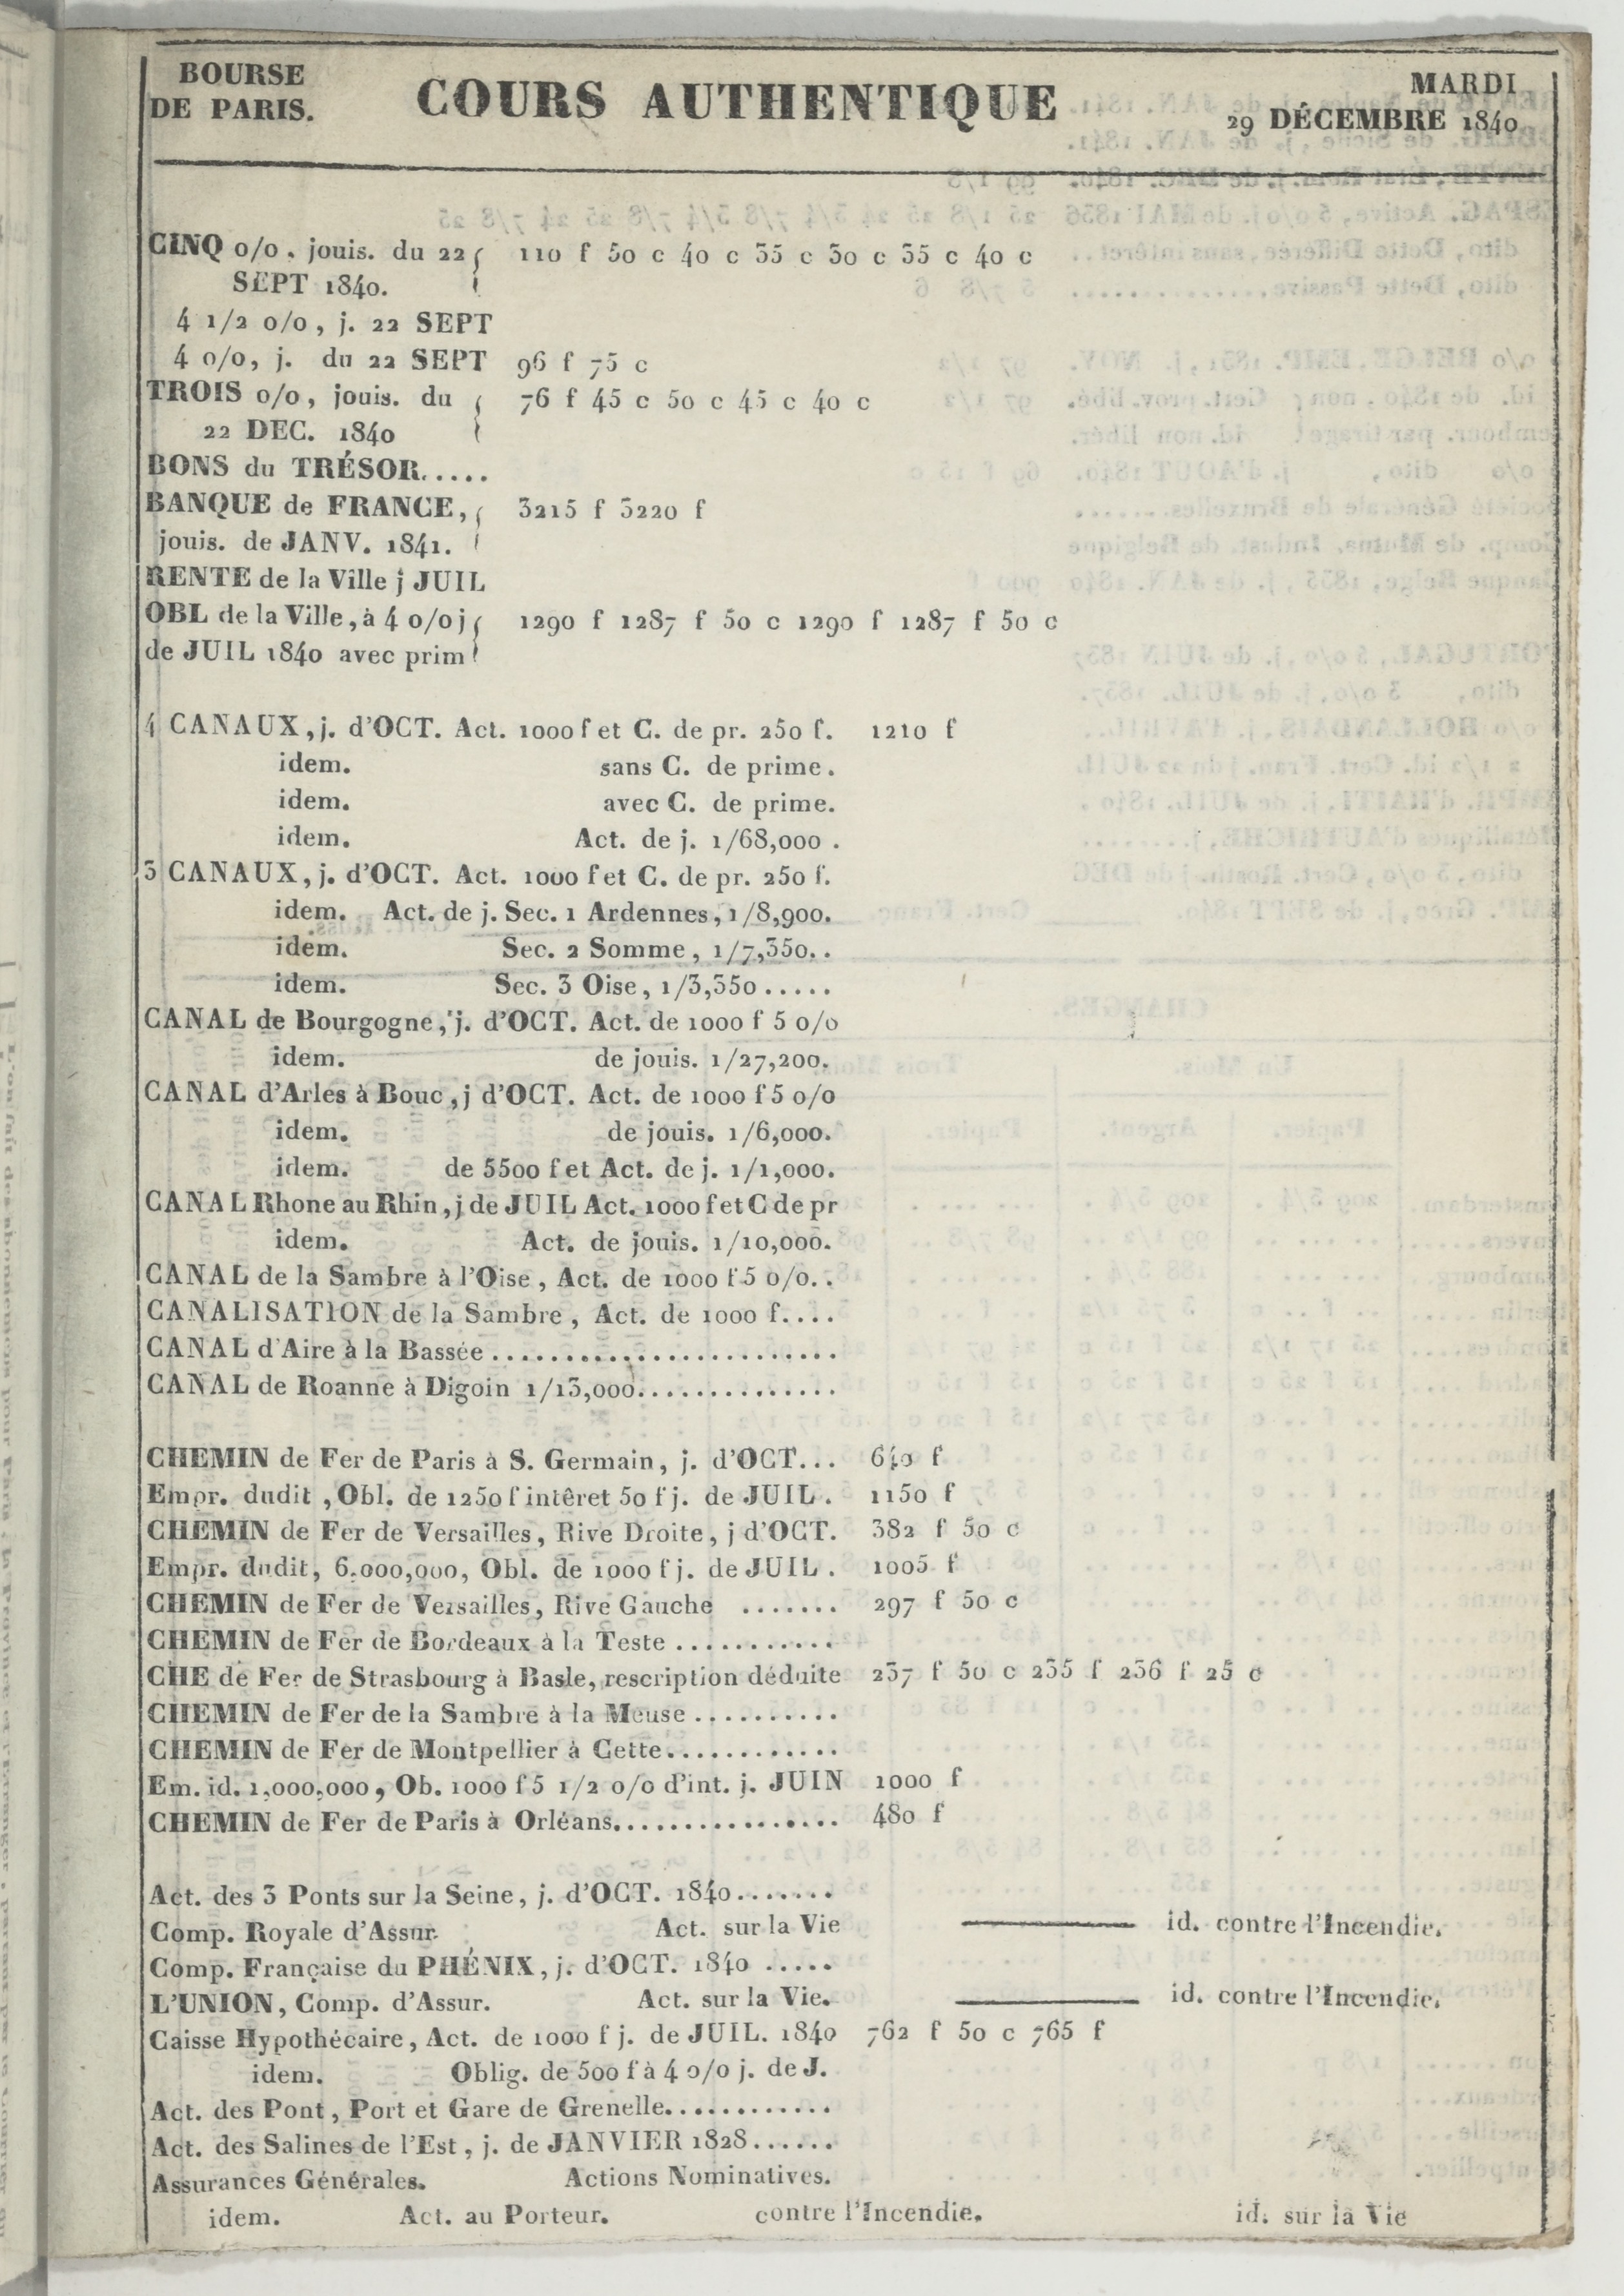 BOURSE
DE PARIS.
COURS AUTHENTIQUE
MARDI
29 DÉCEMBRE 1840
CINQ o/o, jouis. du 22 110 f 50 c 40 c 35 c 30 c 35 c 40 c
SEPT 1840.
4 1/2 o/o, j. 22 SEPT
4 o/o, j. du 22 SEPT 96 f 75 c
TROIS o/o, jouis. du 76 f 45 c 50 c 45 c 40 c
22 DEC. 1840
BONS du TRÉSOR.....
BANQUE de FRANCE, 3215 f 3220 f
jouis. de JANV. 1841.
RENTE de la Ville j JUIL
OBL de la Ville, à 4 o/o j 1290 f 1287 f 50 c 1290 f 1287 f 50 c
de JUIL 1840 avec prim
4 CANAUX, j. d'OCT. Act. 1000 f et C. de pr. 250 f. 1210 f
idem. sans C. de prime.
idem. avec C. de prime.
idem. Act. de j. 1/68,000.
3 CANAUX, j. d'OCT. Act. 1000 f et C. de pr. 250 f.
idem. Act. de j. Sec. 1 Ardennes, 1/8,900.
idem. Sec. 2 Somme, 1/7,350..
idem. Sec. 3 Oise, 1/3,350.....
CANAL de Bourgogne, j. d'OCT. Act. de 1000 f 5 o/o
idem. de jouis. 1/27,200.
CANAL d'Arles à Bouc, j d'OCT. Act. de 1000 f 5 o/o
idem. de jouis. 1/6,000.
idem. de 5500 f et Act. de j. 1/1,000.
CANAL Rhone au Rhin, j de JUIL Act. 1000 f et C de pr
idem. Act. de jouis. 1/10,000.
CANAL de la Sambre à l'Oise, Act. de 1000 f 5 o/o..
CANALISATION de la Sambre, Act. de 1000 f....
CANAL d'Aire à la Bassée........................
CANAL de Roanne à Digoin 1/13,000..............
CHEMIN de Fer de Paris à S. Germain, j. d'OCT... 640 f
Empr. dudit, Obl. de 1250 f intêret 50 f j. de JUIL. 1150 f
CHEMIN de Fer de Versailles, Rive Droite, j d'OCT. 382 f 50 c
Empr. dudit, 6,000,000, Obl. de 1000 f j. de JUIL. 1005 f
CHEMIN de Fer de Versailles, Rive Gauche ....... 297 f 50 c
CHEMIN de Fer de Bordeaux à la Teste ...........
CHE de Fer de Strasbourg à Basle, rescription déduite 237 f 50 c 235 f 236 f 25 c
CHEMIN de Fer de la Sambre à la Meuse ..........
CHEMIN de Fer de Montpellier à Cette............
Em. id. 1,000,000, Ob. 1000 f 5 1/2 o/o d'int. j. JUIN 1000 f
CHEMIN de Fer de Paris à Orléans................ 480 f
Act. des 3 Ponts sur la Seine, j. d'OCT. 1840.......
Comp. Royale d'Assur. Act. sur la Vie id. contre l'Incendie.
Comp. Française du PHÉNIX, j. d'OCT. 1840 .....
L'UNION, Comp. d'Assur. Act. sur la Vie. id. contre l'Incendie.
Caisse Hypothécaire, Act. de 1000 f j. de JUIL. 1840 762 f 50 c 765 f
idem. Oblig. de 500 f à 4 o/o j. de J.
Act. des Pont, Port et Gare de Grenelle............
Act. des Salines de l'Est, j. de JANVIER 1828......
Assurances Générales. Actions Nominatives.
idem. Act. au Porteur. contre l'Incendie. id. sur la Vie